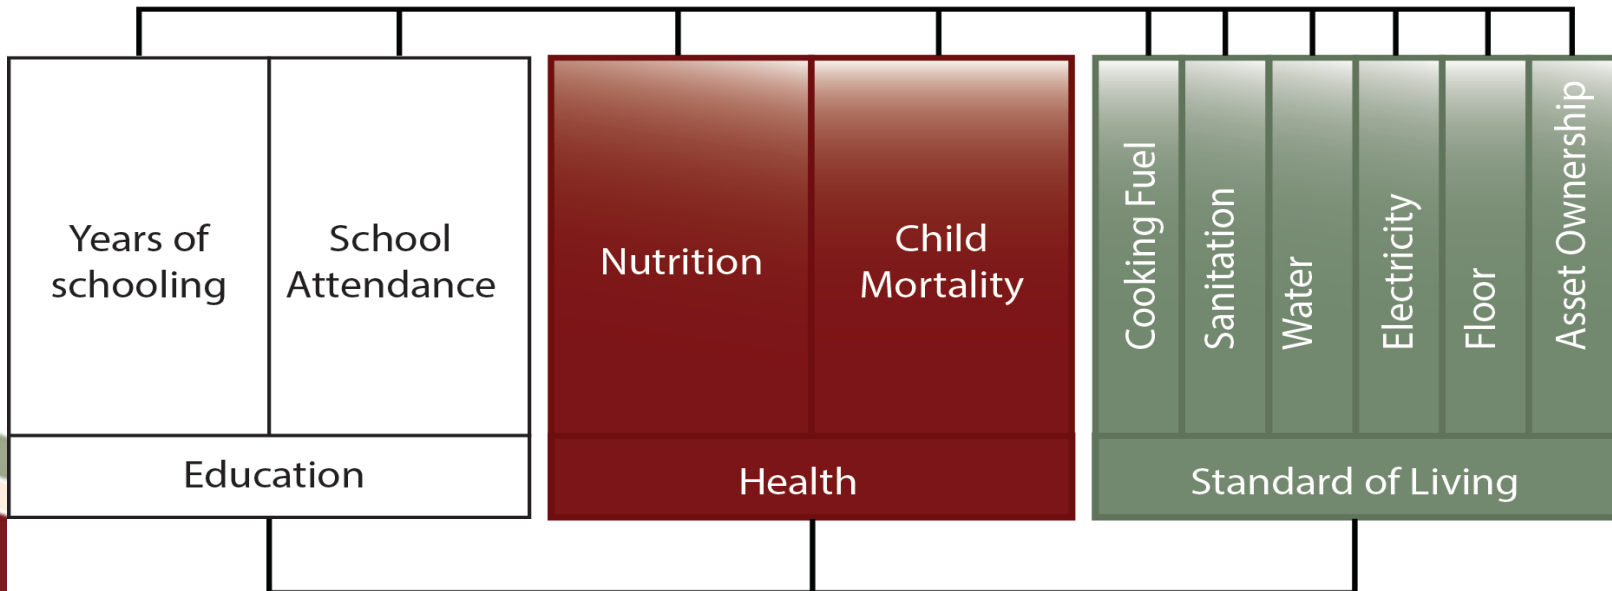 Years of
schooling
School
Attendance
Nutrition
Child
Mortality
Cooking Fuel
Sanitation
Water
Electricity
Floor
Asset Ownership
Education
Health
Standard of Living